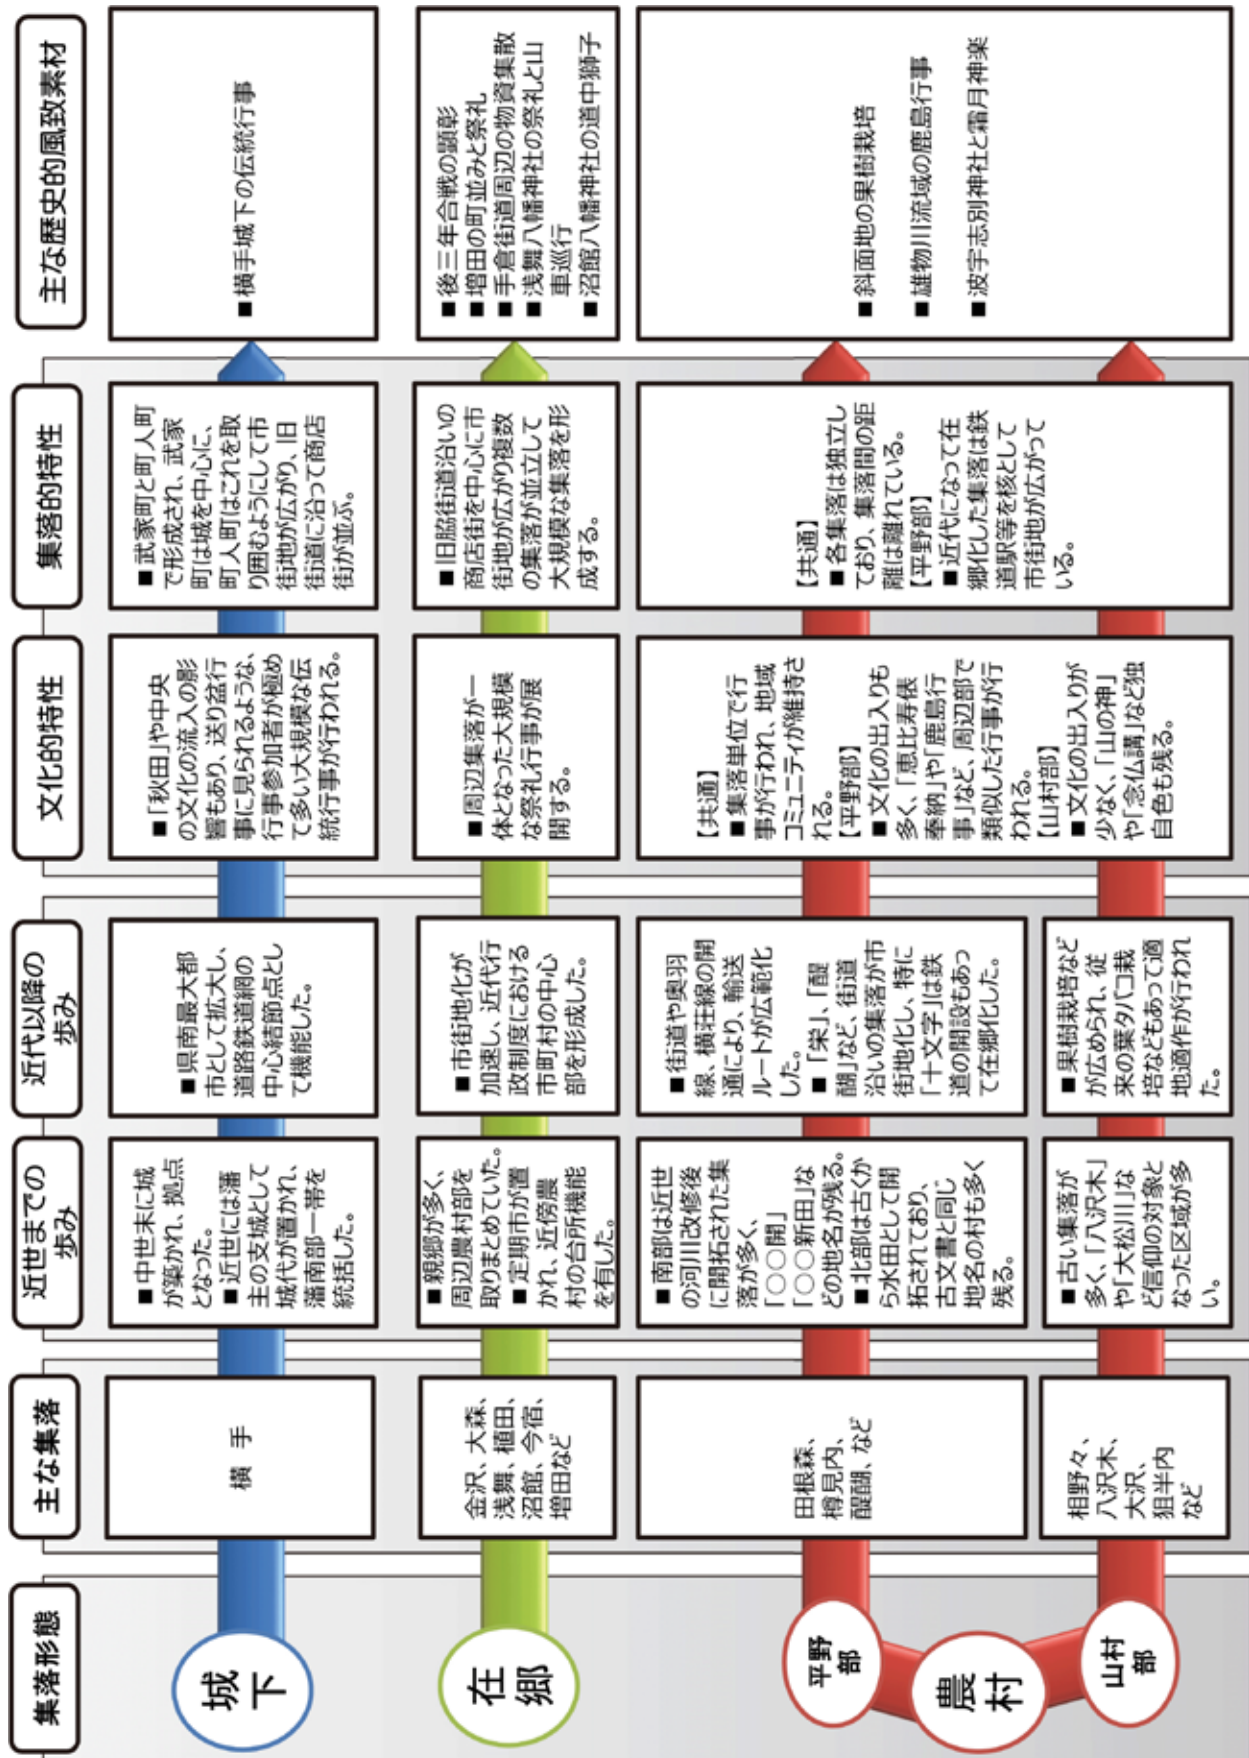 集落形態
主な集落
近世までの
歩み
近代以降の
歩み
文化的特性
集落的特性
主な歴史的風致素材
城
下
横　手
■中世末に城
が築かれ、拠点
となった。
■近世には藩
主の支城として
城代が置かれ、
藩南部一帯を
統括した。
■県南最大都
市として拡大し、
道路鉄道網の
中心結節点とし
て機能した。
■「秋田」や中央
の文化の流入の影
響もあり、送り盆行
事に見られるような、
行事参加者が極め
て多い大規模な伝
統行事が行われる。
■武家町と町人町
で形成され、武家
町は城を中心に、
町人町はこれを取
り囲むようにして市
街地が広がり、旧
街道に沿って商店
街が並ぶ。
■横手城下の伝統行事
在
郷
金沢、大森、
浅舞、植田、
沼館、今宿、
増田など
■親郷が多く、
周辺農村部を
取りまとめていた。
■定期市が置
かれ、近傍農
村の台所機能
を有した。
■市街地化が
加速し、近代行
政制度における
市町村の中心
部を形成した。
■周辺集落が一
体となった大規模
な祭礼行事が展
開する。
■旧脇街道沿いの
商店街を中心に市
街地が広がり複数
の集落が並立して
大規模な集落を形
成する。
■後三年合戦の顕彰
■増田の町並みと祭礼
■手倉街道周辺の物資集散
■浅舞八幡神社の祭礼と山
車巡行
■沼館八幡神社の道中獅子
農
村
平野
部
田根森、
樽見内、
醍醐、など
■南部は近世
の河川改修後
に開拓された集
落が多く、
「○○開」
「○○新田」な
どの地名が残る。
■北部は古くか
ら水田として開
拓されており、
古文書と同じ
地名の村も多く
残る。
■街道や奥羽
線、横荘線の開
通により、輸送
ルートが広範化
した。
■「栄」、「醍
醐」など、街道
沿いの集落が市
街地化し、特に
「十文字」は鉄
道の開設もあっ
て在郷化した。
山村
部
相野々、
八沢木、
大沢、
狙半内
など
■古い集落が
多く、「八沢木」
や「大松川」な
ど信仰の対象と
なった区域が多
い。
■果樹栽培など
が広められ、従
来の葉タバコ栽
培などもあって適
地適作が行われ
た。
【共通】
■集落単位で行
事が行われ、地域
コミュニティが維持さ
れる。
【平野部】
■文化の出入りも
多く、「恵比寿俵
奉納」や「鹿島行
事」など、周辺部で
類似した行事が行
われる。
【山村部】
■文化の出入りが
少なく、「山の神」
や「念仏講」など独
自色も残る。
【共通】
■各集落は独立し
ており、集落間の距
離は離れている。
【平野部】
■近代になって在
郷化した集落は鉄
道駅等を核として
市街地が広がって
いる。
■斜面地の果樹栽培
■雄物川流域の鹿島行事
■波宇志別神社と霜月神楽